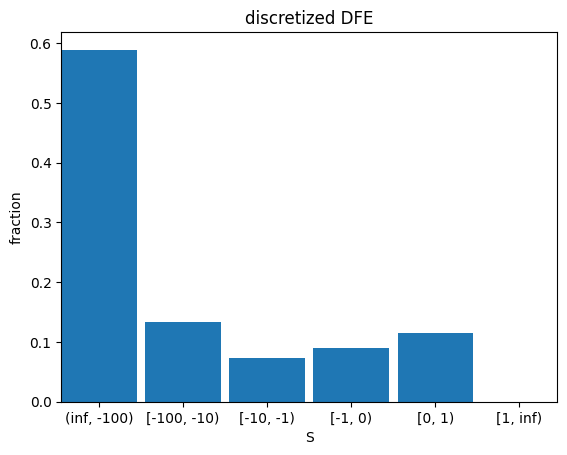 discretized DFE
0.6
0.5
0.4
0.3
0.2
0.1
0.0
fraction
(inf, -100) [-100, -10) [-10, -1) [-1, 0) [0, 1) [1, inf)
S